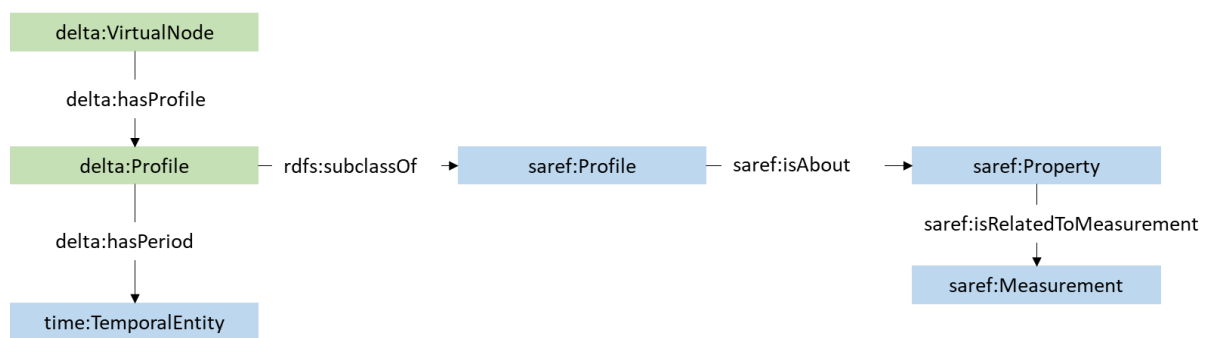 delta:VirtualNode
delta:hasProfile
delta:Profile
rdfs:subclassOf
saref:Profile
saref:isAbout
saref:Property
saref:isRelatedToMeasurement
delta:hasPeriod
saref:Measurement
time:TemporalEntity